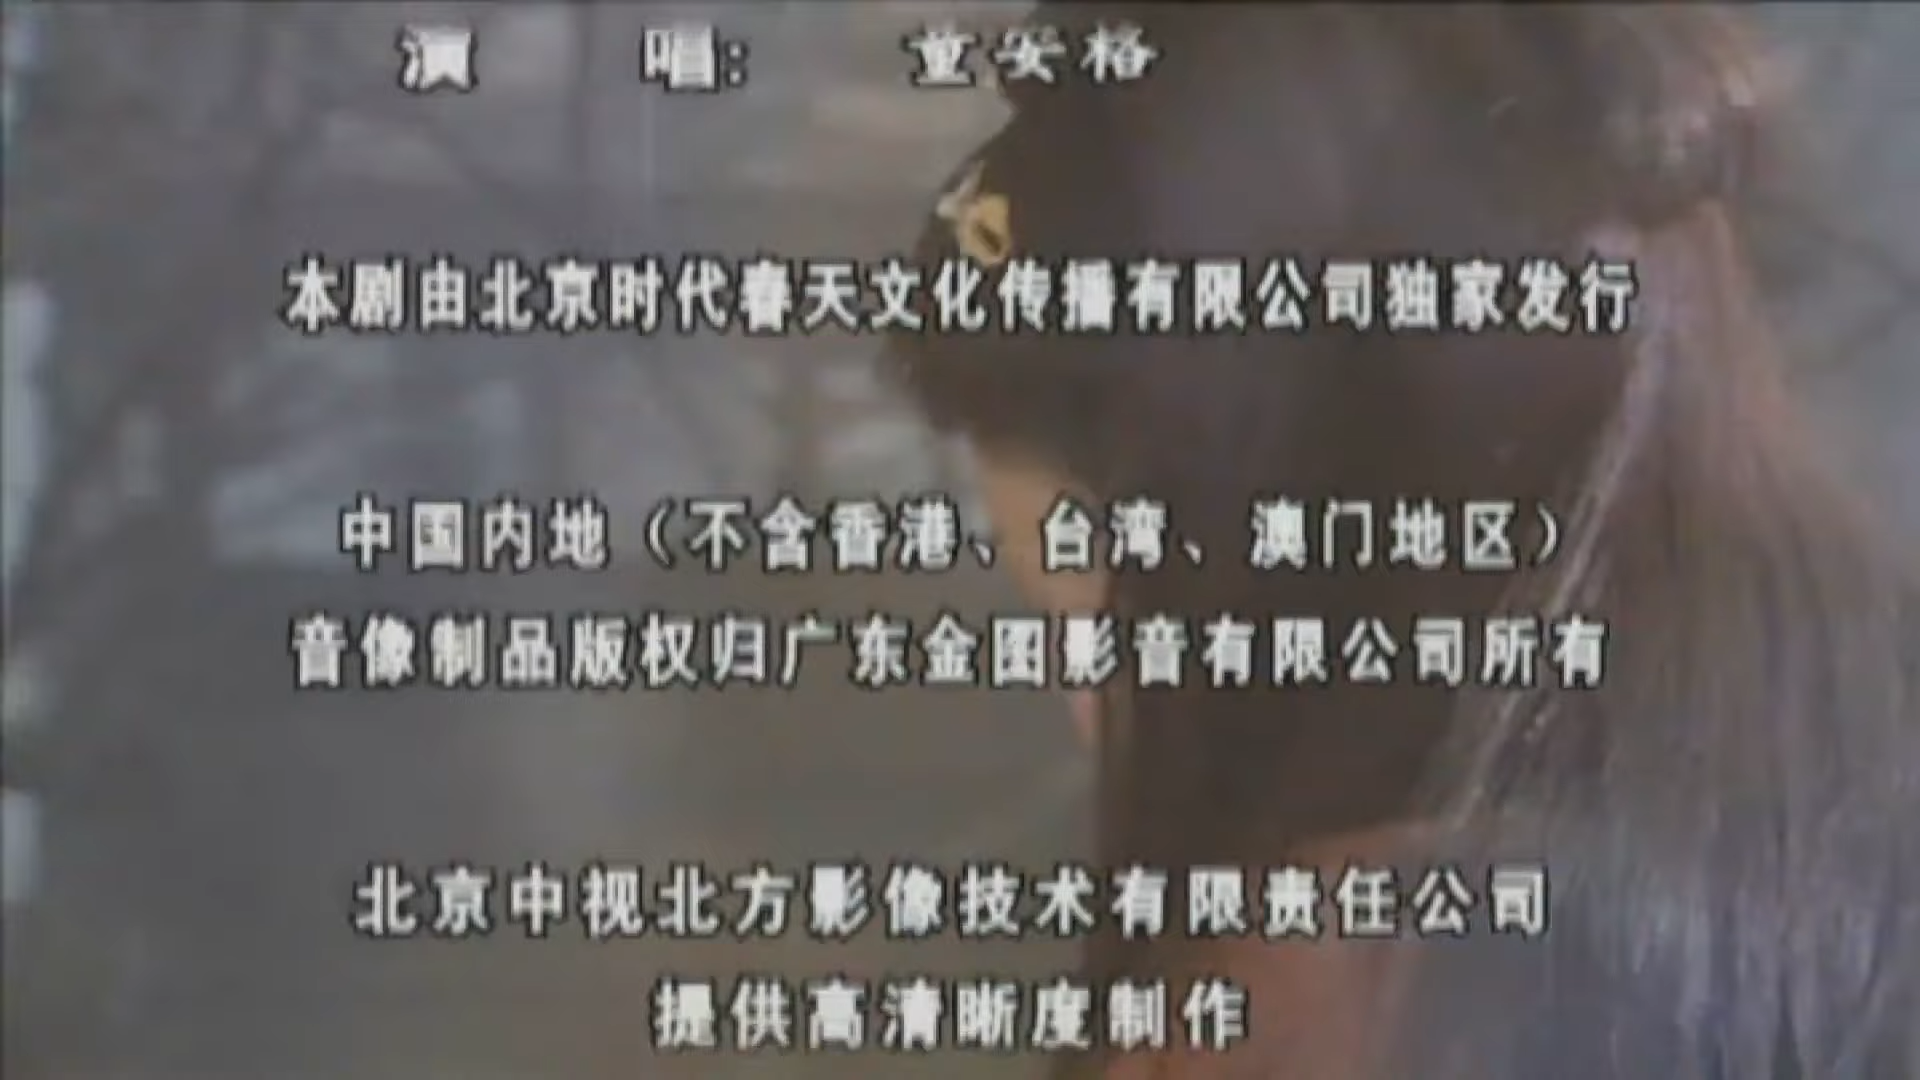 演 唱: 童安格
本剧由北京时代春天文化传播有限公司独家发行
中国内地（不含香港、台湾、澳门地区）
音像制品版权归广东金图影音有限公司所有
北京中视北方影像技术有限责任公司
提供高清晰度制作